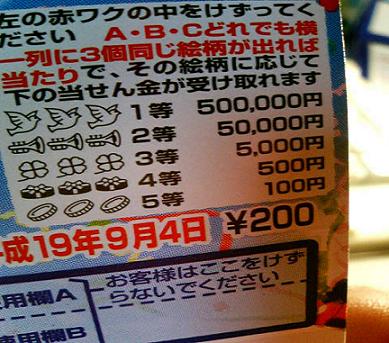 左の赤ワクの中をけずってく
ださい A・B・Cどれでも横
一列に3個同じ絵柄が出れば
当たりで、その絵柄に応じて
下の当せん金が受け取れます
1等 500,000円
2等 50,000円
3等 5,000円
4等 500円
5等 100円
成19年9月4日 ¥200
用欄A
お客様はここをけず
らないでください
使用欄B